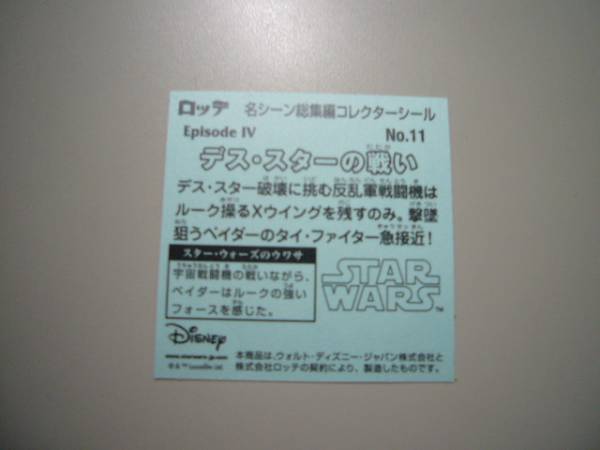 ロッテ 名シーン総集編コレクターシール
Episode IV No.11
デス・スターの戦い
デス・スター破壊に挑む反乱軍戦闘機は
ルーク操るXウイングを残すのみ。撃墜
狙うベイダーのタイ・ファイター急接近!
スター・ウォーズのウワサ
宇宙戦闘機の戦いながら、
ベイダーはルークの強い
フォースを感じた。
STAR
WARS™
Disney
www.starwars.jp.com
© & ™ Lucasfilm Ltd.
本商品は、ウォルト・ディズニー・ジャパン株式会社と
株式会社ロッテの契約により、製造したものです。